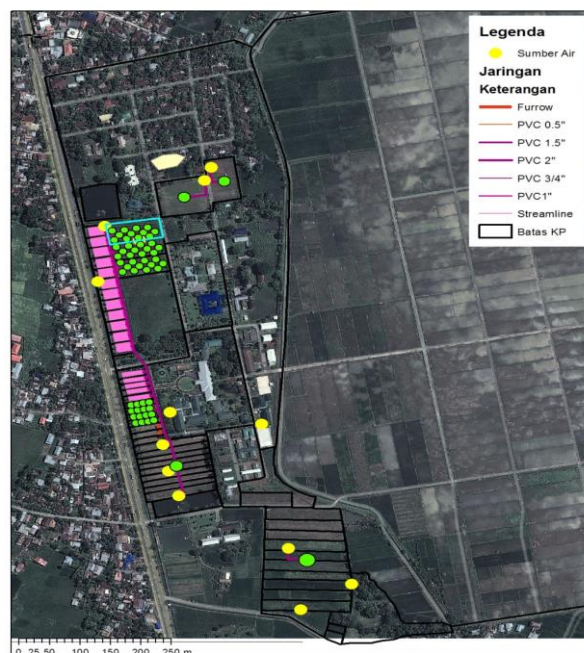 Legenda
Sumber Air
Jaringan
Keterangan
Furrow
PVC 0.5"
PVC 1.5"
PVC 2"
PVC 3/4"
PVC1"
Streamline
Batas KP
0 25 50 100 150 200 250 m